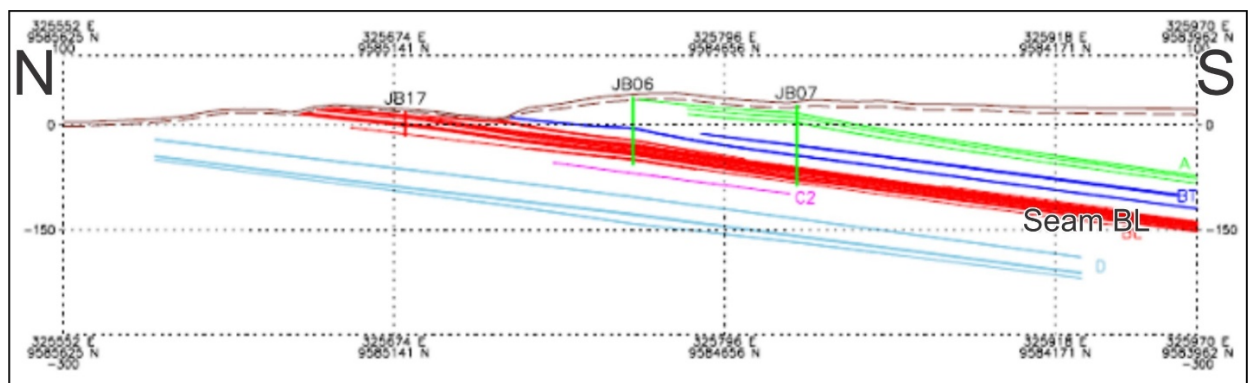 325552 E
9585625 N
100
325674 E
9585141 N
325796 E
9584656 N
325918 E
9584171 N
325970 E
9583962 N
100
N
S
JB17
JB06
JB07
0
0
A
BT
C2
Seam BL
BL
-150
-150
D
325552 E
9585625 N
-300
325674 E
9585141 N
325796 E
9584656 N
325918 E
9584171 N
325970 E
9583962 N
-300